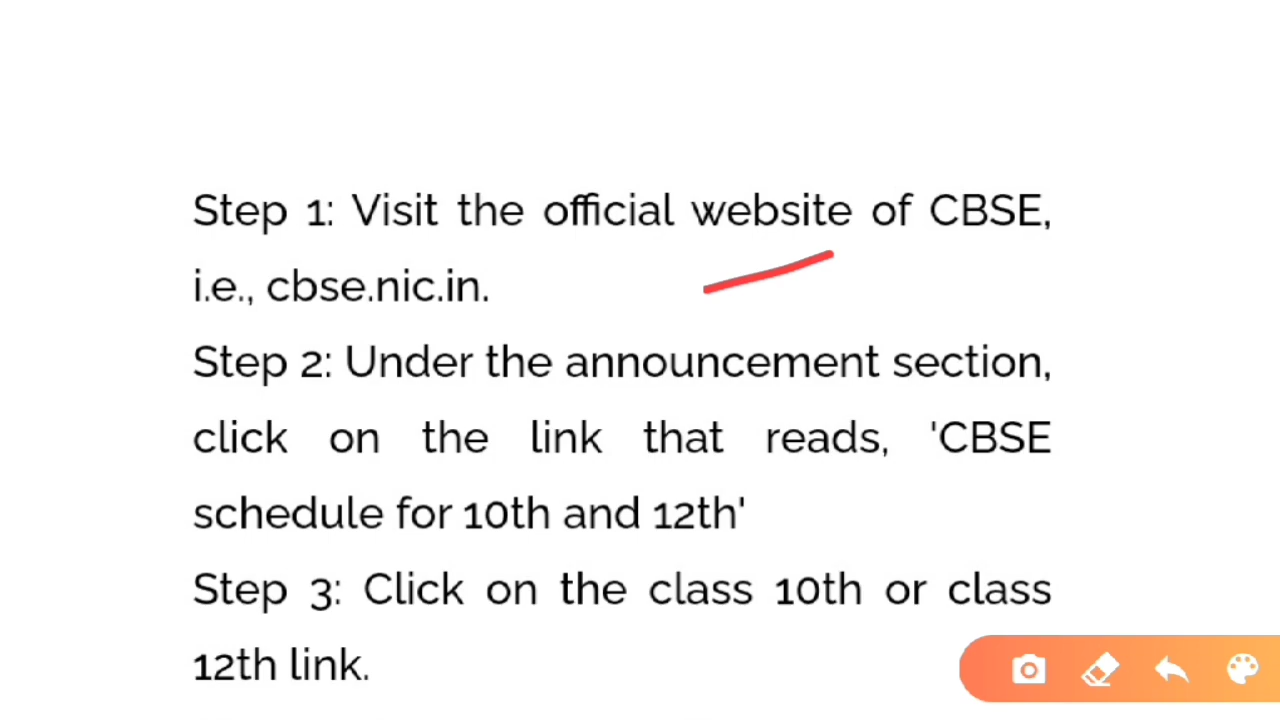 Step 1: Visit the official website of CBSE,
i.e., cbse.nic.in.
Step 2: Under the announcement section,
click on the link that reads, 'CBSE
schedule for 10th and 12th'
Step 3: Click on the class 10th or class
12th link.